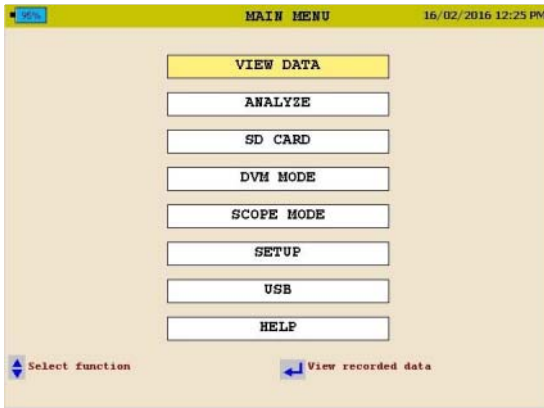 95% MAIN MENU 16/02/2016 12:25 PM
VIEW DATA
ANALYZE
SD CARD
DVM MODE
SCOPE MODE
SETUP
USB
HELP
Select function View recorded data